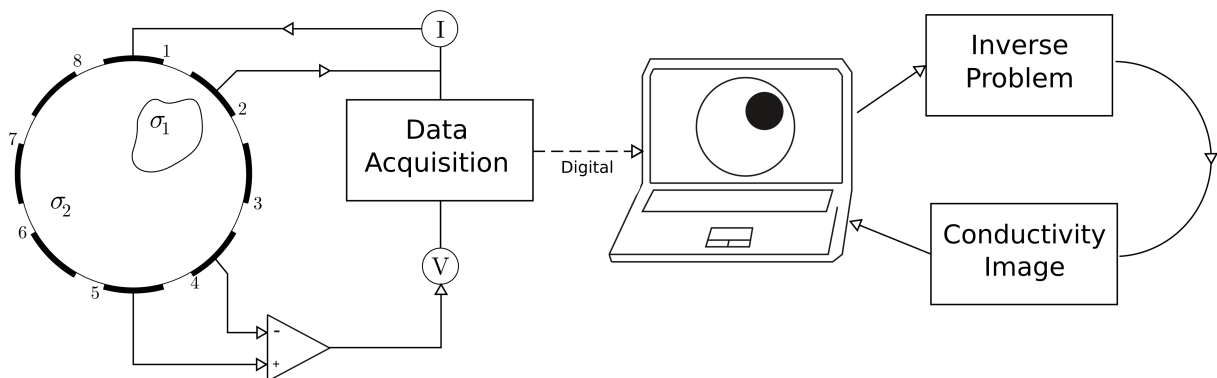 I
1
8
2
σ₁
7
Data
Acquisition
Digital
σ₂
3
6
V
4
5
-
+
Inverse
Problem
Conductivity
Image